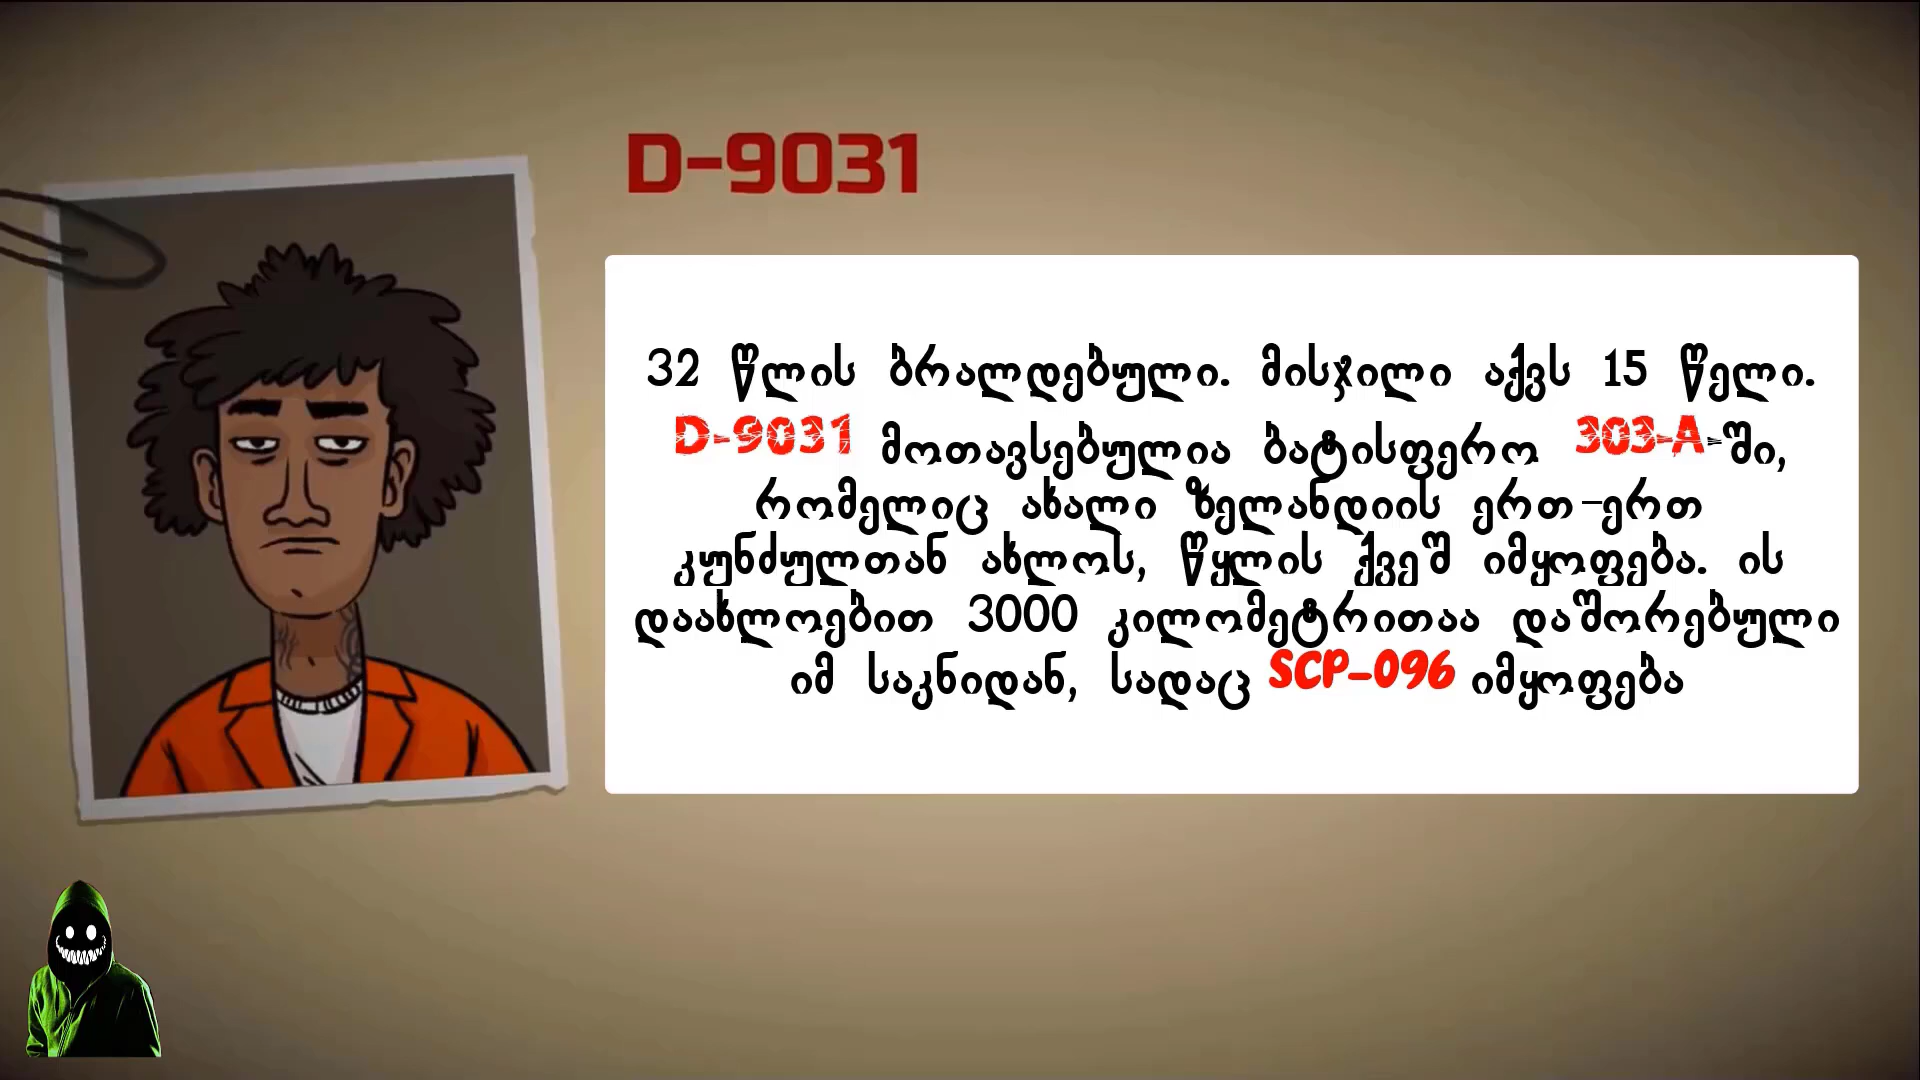 D-9031
32 წლის ბრალდებული. მისჯილი აქვს 15 წელი.
D-9031 მოთავსებულია ბატისფერო 303-A-ში,
რომელიც ახალი ზელანდიის ერთ-ერთ
კუნძულთან ახლოს, წყლის ქვეშ იმყოფება. ის
დაახლოებით 3000 კილომეტრითაა დაშორებული
იმ საკნიდან, სადაც SCP-096 იმყოფება